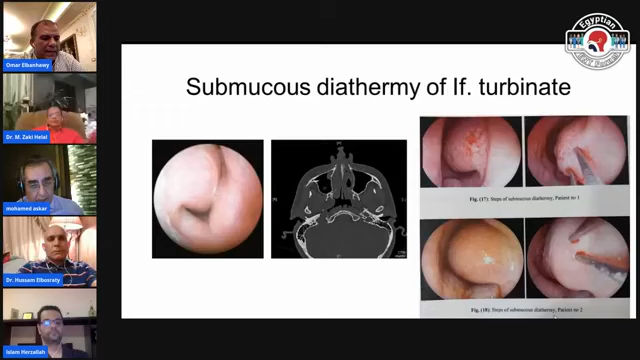 Omar Elbanhawy
Dr. M. Zaki Helal
mohamed askar
Dr. Hussam Elbosraty
Islam Herzallah
Egyptian
Submucous diathermy of If. turbinate
Fig. (17): Steps of submucous diathermy, Patient no 1
Fig. (18): Steps of submucous diathermy, Patient no 2